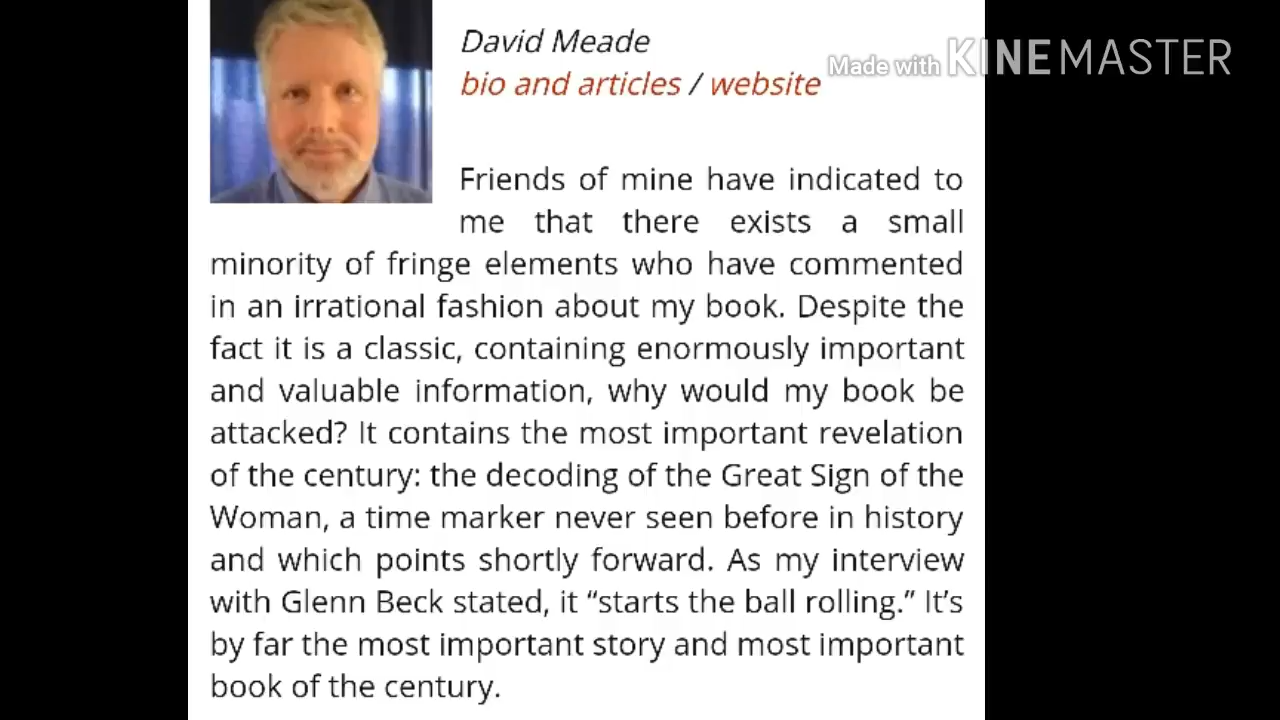 David Meade
Made with KINEMASTER
bio and articles / website
Friends of mine have indicated to
me that there exists a small
minority of fringe elements who have commented
in an irrational fashion about my book. Despite the
fact it is a classic, containing enormously important
and valuable information, why would my book be
attacked? It contains the most important revelation
of the century: the decoding of the Great Sign of the
Woman, a time marker never seen before in history
and which points shortly forward. As my interview
with Glenn Beck stated, it “starts the ball rolling.” It’s
by far the most important story and most important
book of the century.